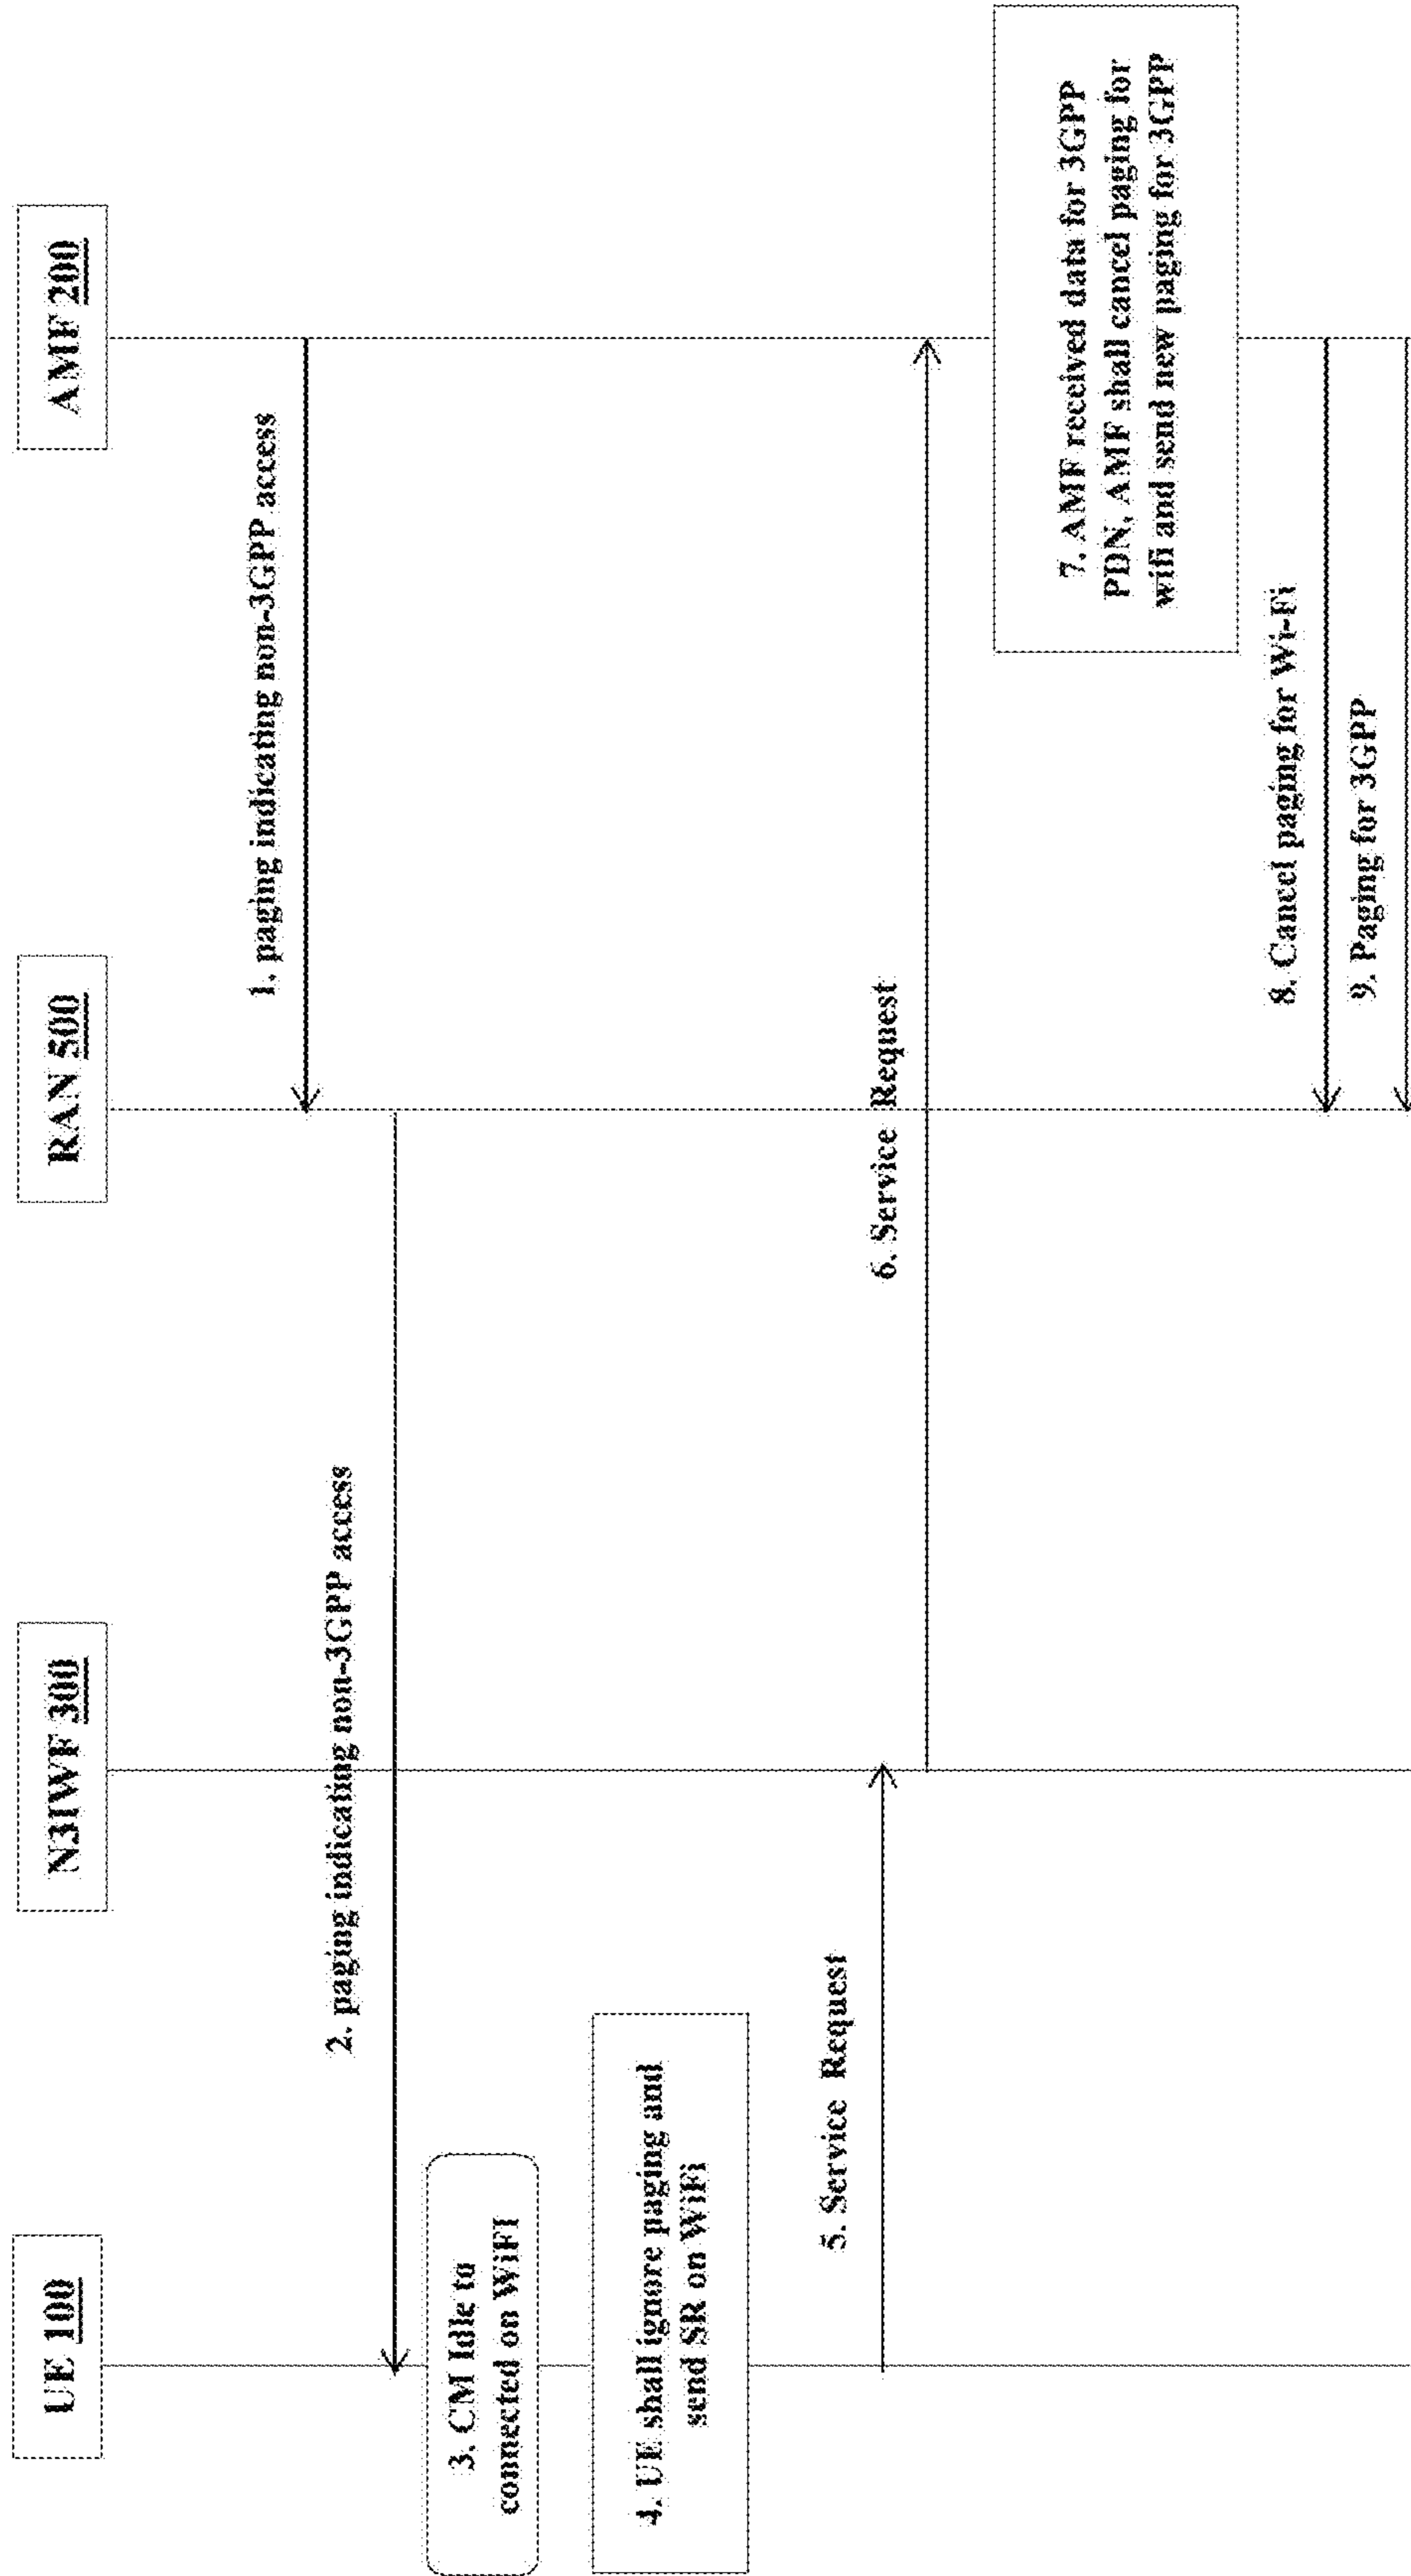 UE 100
N3IWF 300
RAN 500
AMF 200
1. paging indicating non-3GPP access
2. paging indicating non-3GPP access
3. CM Idle to
connected on WiFI
4. UE shall ignore paging and
send SR on WiFi
5. Service Request
6. Service Request
7. AMF received data for 3GPP
PDN, AMF shall cancel paging for
wifi and send new paging for 3GPP
8. Cancel paging for Wi-Fi
9. Paging for 3GPP